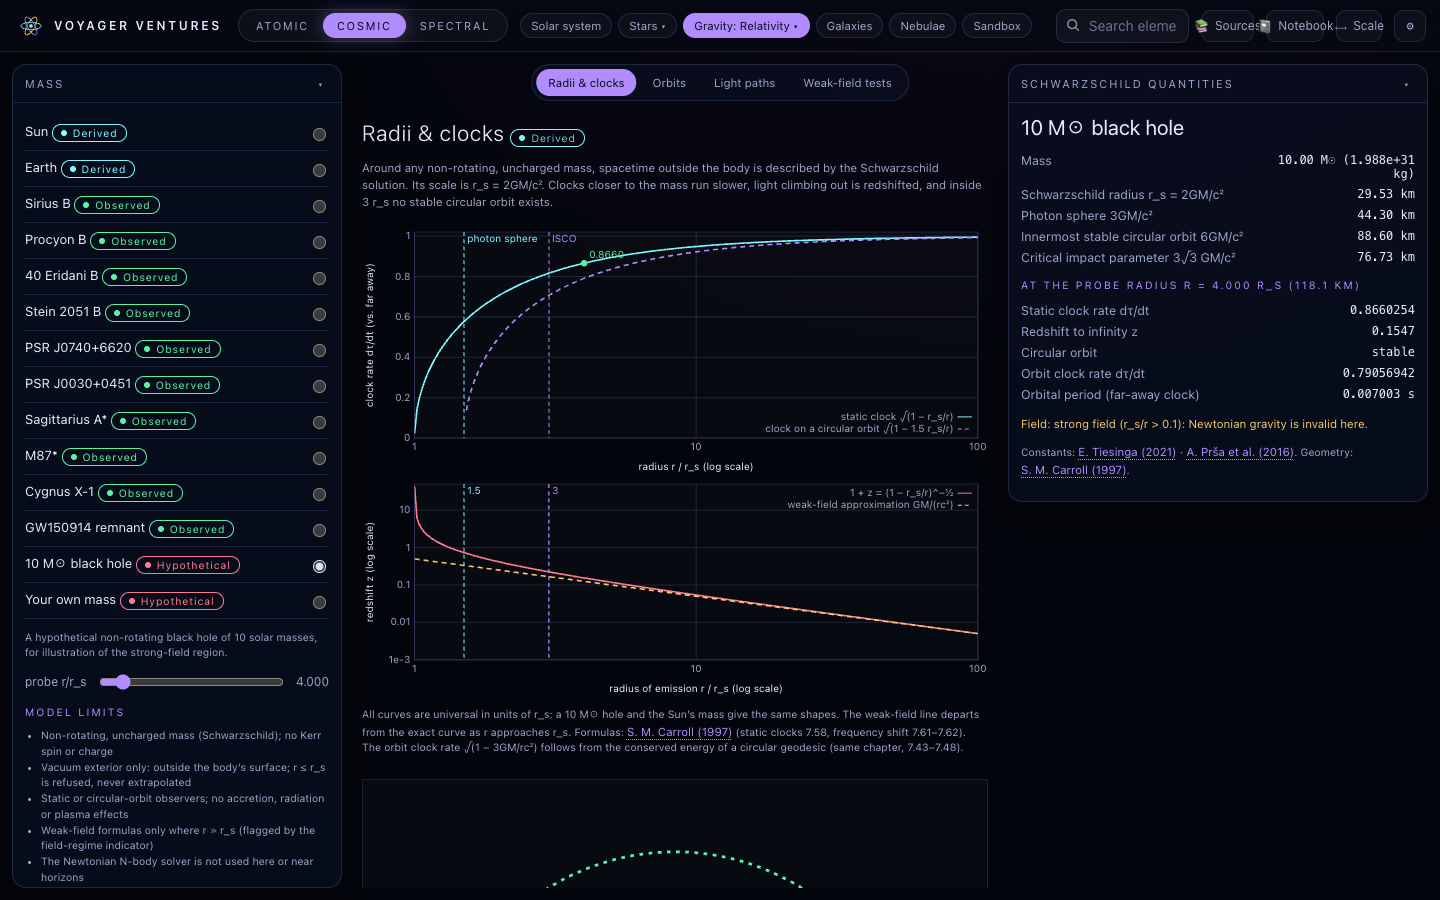 VOYAGER VENTURES
ATOMIC COSMIC SPECTRAL
Solar system Stars ▾ Gravity: Relativity ▾ Galaxies Nebulae Nebulae Sandbox
Search eleme
Sources Notebook Scale
MASS
Sun Derived
Earth Derived
Sirius B Observed
Procyon B Observed
40 Eridani B Observed
Stein 2051 B Observed
PSR J0740+6620 Observed
PSR J0030+0451 Observed
Sagittarius A* Observed
M87* Observed
Cygnus X-1 Observed
GW150914 remnant Observed
10 M☉ black hole Hypothetical
Your own mass Hypothetical
A hypothetical non-rotating black hole of 10 solar masses,
for illustration of the strong-field region.
probe r/r_s 4.000
MODEL LIMITS
• Non-rotating, uncharged mass (Schwarzschild); no Kerr
spin or charge
• Vacuum exterior only: outside the body's surface; r ≤ r_s
is refused, never extrapolated
• Static or circular-orbit observers; no accretion, radiation
or plasma effects
• Weak-field formulas only where r » r_s (flagged by the
field-regime indicator)
• The Newtonian N-body solver is not used here or near
horizons
Radii & clocks Orbits Light paths Weak-field tests
Radii & clocks Derived
Around any non-rotating, uncharged mass, spacetime outside the body is described by the Schwarzschild
solution. Its scale is r_s = 2GM/c². Clocks closer to the mass run slower, light climbing out is redshifted, and inside
3 r_s no stable circular orbit exists.
clock rate dτ/dt (vs. far away)
1
0.8
0.6
0.4
0.2
0
photon sphere ISCO
0.8660
static clock √(1 − r_s/r)
clock on a circular orbit √(1 − 1.5 r_s/r)
1 10 100
radius r / r_s (log scale)
redshift z (log scale)
10
1
0.1
0.01
1e-3
1.5 3
1 + z = (1 − r_s/r)^−½
weak-field approximation GM/(rc²)
1 10 100
radius of emission r / r_s (log scale)
All curves are universal in units of r_s: a 10 M☉ hole and the Sun's mass give the same shapes. The weak-field line departs
from the exact curve as r approaches r_s. Formulas: S. M. Carroll (1997) (static clocks 7.58, frequency shift 7.61–7.62).
The orbit clock rate √(1 − 3GM/rc²) follows from the conserved energy of a circular geodesic (same chapter, 7.43–7.48).
SCHWARZSCHILD QUANTITIES
10 M☉ black hole
Mass 10.00 M☉ (1.988e+31
kg)
Schwarzschild radius r_s = 2GM/c² 29.53 km
Photon sphere 3GM/c² 44.30 km
Innermost stable circular orbit 6GM/c² 88.60 km
Critical impact parameter 3√3 GM/c² 76.73 km
AT THE PROBE RADIUS R = 4.000 R_S (118.1 KM)
Static clock rate dτ/dt 0.8660254
Redshift to infinity z 0.1547
Circular orbit stable
Orbit clock rate dτ/dt 0.79056942
Orbital period (far-away clock) 0.007003 s
Field: strong field (r_s/r > 0.1): Newtonian gravity is invalid here.
Constants: E. Tiesinga (2021) · A. Prša et al. (2016). Geometry:
S. M. Carroll (1997).